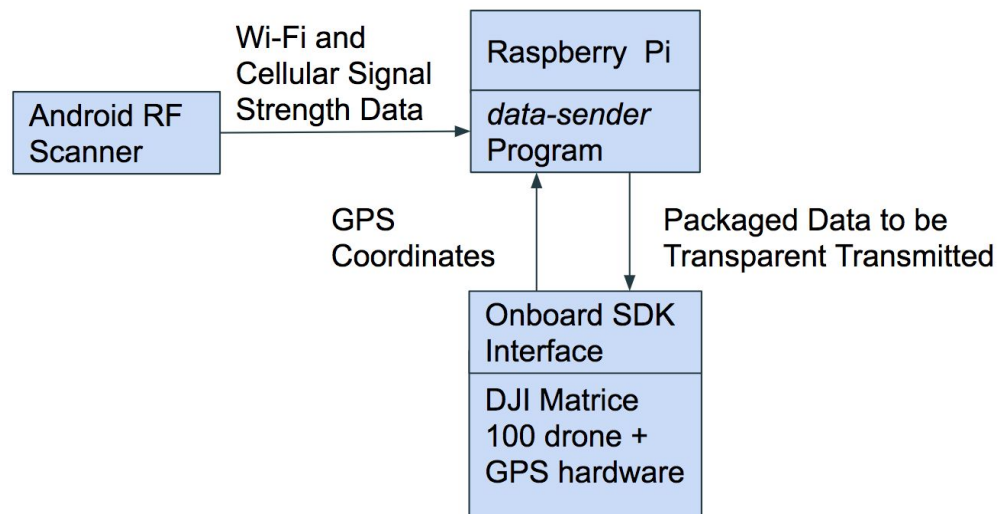 Wi-Fi and
Cellular Signal
Strength Data
Android RF
Scanner
Raspberry Pi
data-sender
Program
GPS
Coordinates
Packaged Data to be
Transparent Transmitted
Onboard SDK
Interface
DJI Matrice
100 drone +
GPS hardware